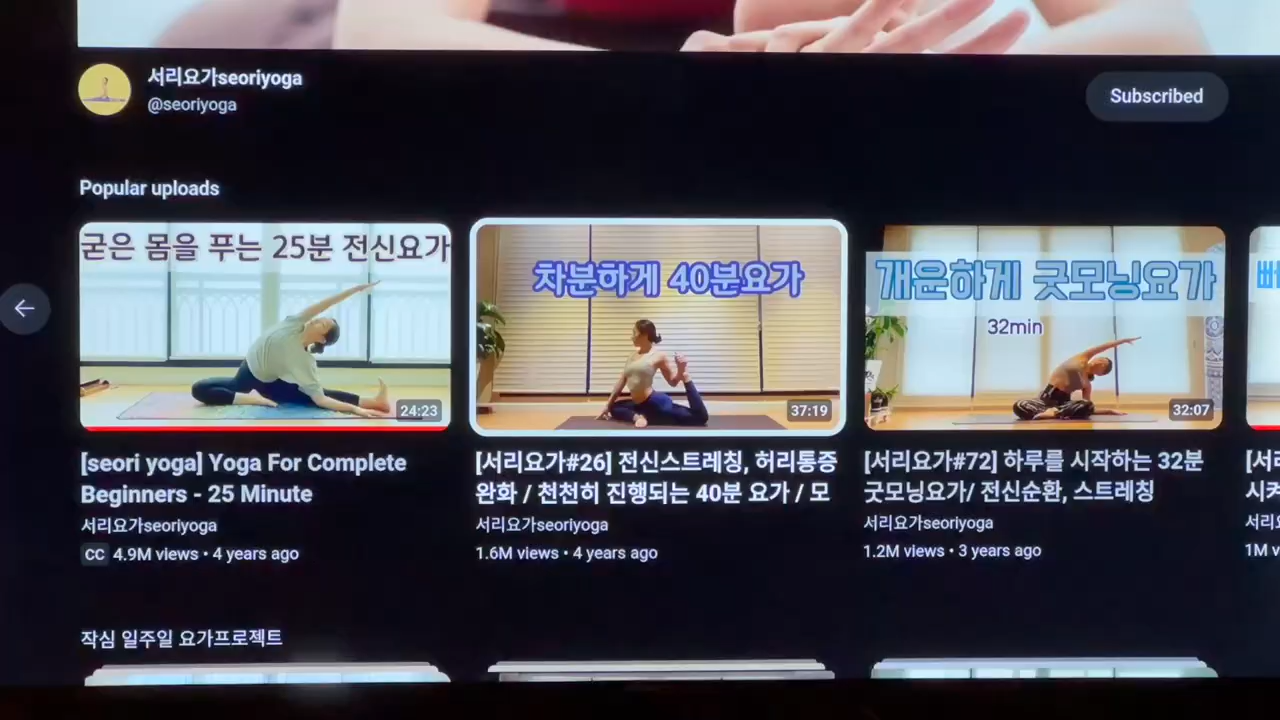 서리요가seoriyoga
@seoriyoga
Subscribed
Popular uploads
굳은 몸을 푸는 25분 전신요가
24:23
차분하게 40분요가
37:19
개운하게 굿모닝요가
32min
32:07
[seori yoga] Yoga For Complete
Beginners - 25 Minute
서리요가seoriyoga
CC 4.9M views • 4 years ago
[서리요가#26] 전신스트레칭, 허리통증
완화 / 천천히 진행되는 40분 요가 / 모
서리요가seoriyoga
1.6M views • 4 years ago
[서리요가#72] 하루를 시작하는 32분
굿모닝요가/ 전신순환, 스트레칭
서리요가seoriyoga
1.2M views • 3 years ago
작심 일주일 요가프로젝트